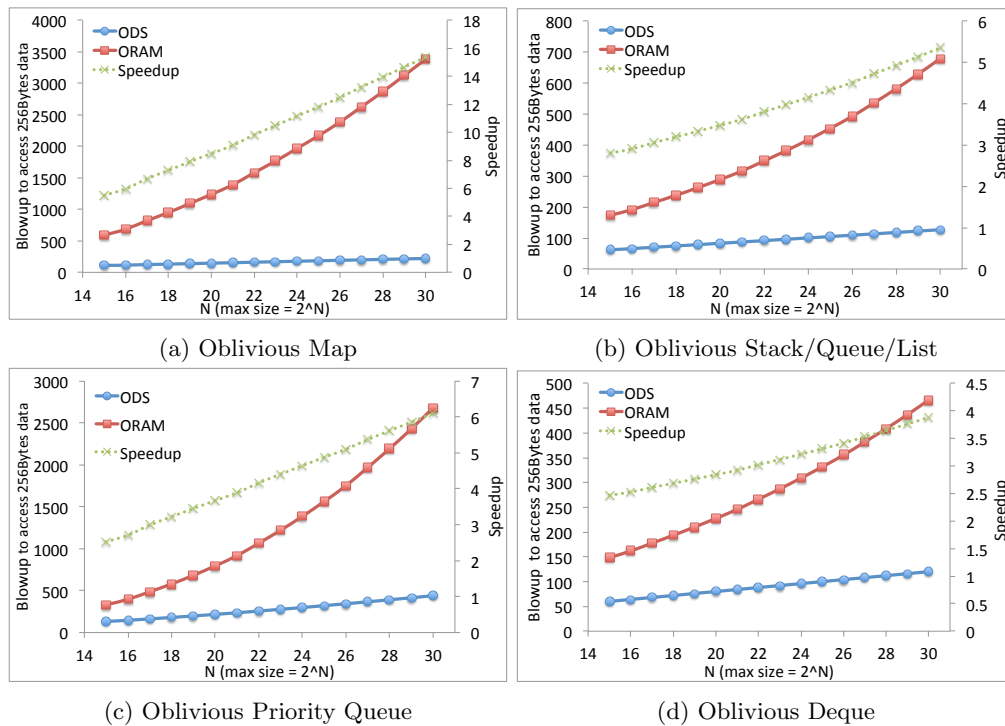 4000
3500
3000
2500
2000
1500
1000
500
0
Blowup to access 256Bytes data
ODS
ORAM
Speedup
18
16
14
12
10
8
6
4
2
0
Speedup
14 16 18 20 22 24 26 28 30
N (max size = 2^N)
(a) Oblivious Map
800
700
600
500
400
300
200
100
0
Blowup to access 256Bytes data
ODS
ORAM
Speedup
6
5
4
3
2
1
0
Speedup
14 16 18 20 22 24 26 28 30
N (max size = 2^N)
(b) Oblivious Stack/Queue/List
3000
2500
2000
1500
1000
500
0
Blowup to access 256Bytes data
ODS
ORAM
Speedup
7
6
5
4
3
2
1
0
Speedup
14 16 18 20 22 24 26 28 30
N (max size = 2^N)
(c) Oblivious Priority Queue
500
450
400
350
300
250
200
150
100
50
0
Blowup to access 256Bytes data
ODS
ORAM
Speedup
4.5
4
3.5
3
2.5
2
1.5
1
0.5
0
Speedup
14 16 18 20 22 24 26 28 30
N (max size = 2^N)
(d) Oblivious Deque